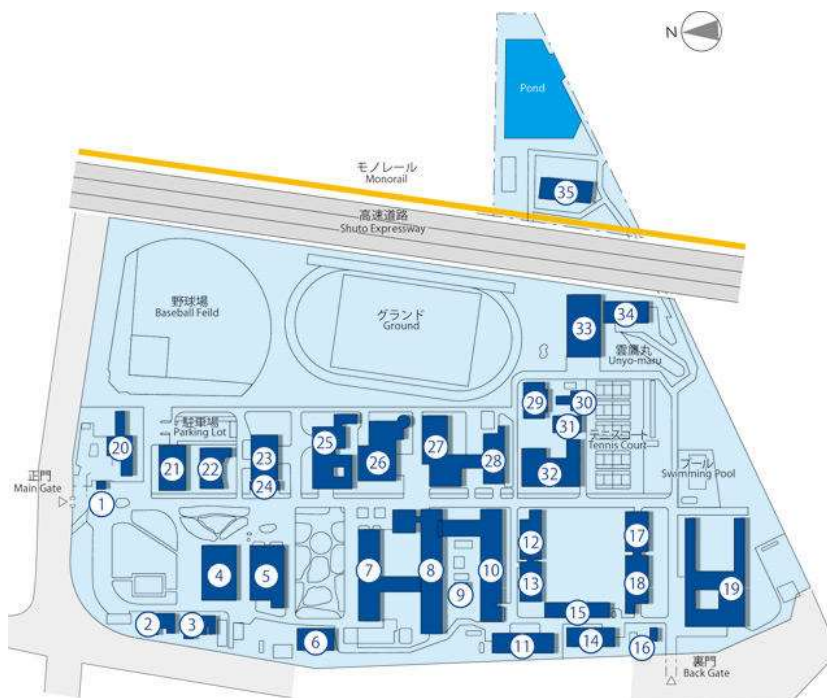 N
Pond
35
モノレール
Monorail
高速道路
Shuto Expressway
野球場
Baseball Feild
グランド
Ground
33
34
雲鷹丸
Unyo-maru
29
30
31
テニスコート
Tennis Court
32
プール
Swimming Pool
駐車場
Parking Lot
20
21
22
23
24
25
26
27
28
正門
Main Gate
1
2
3
4
5
6
7
8
9
10
11
12
13
14
15
16
17
18
19
裏門
Back Gate